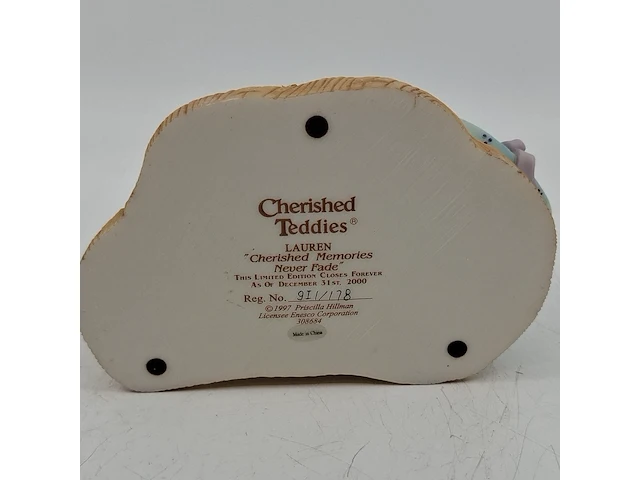 Cherished
Teddies®
LAUREN
"Cherished Memories
Never Fade"
THIS LIMITED EDITION CLOSES FOREVER
AS OF DECEMBER 31ST, 2000
Reg. No. 9I1/178
©1997 Priscilla Hillman
Licensee Enesco Corporation
308684
Made in China